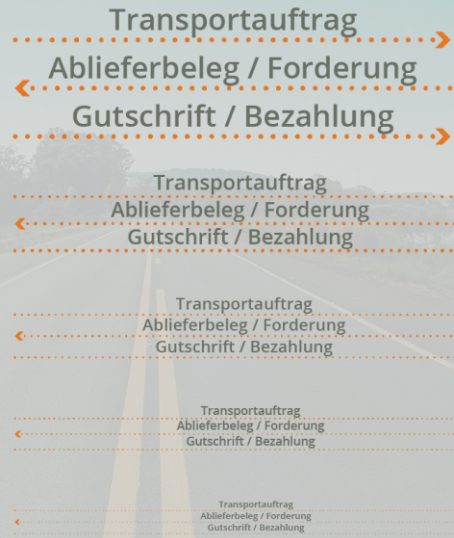 Transportauftrag
Ablieferbeleg / Forderung
Gutschrift / Bezahlung
Transportauftrag
Ablieferbeleg / Forderung
Gutschrift / Bezahlung
Transportauftrag
Ablieferbeleg / Forderung
Gutschrift / Bezahlung
Transportauftrag
Ablieferbeleg / Forderung
Gutschrift / Bezahlung
Transportauftrag
Ablieferbeleg / Forderung
Gutschrift / Bezahlung